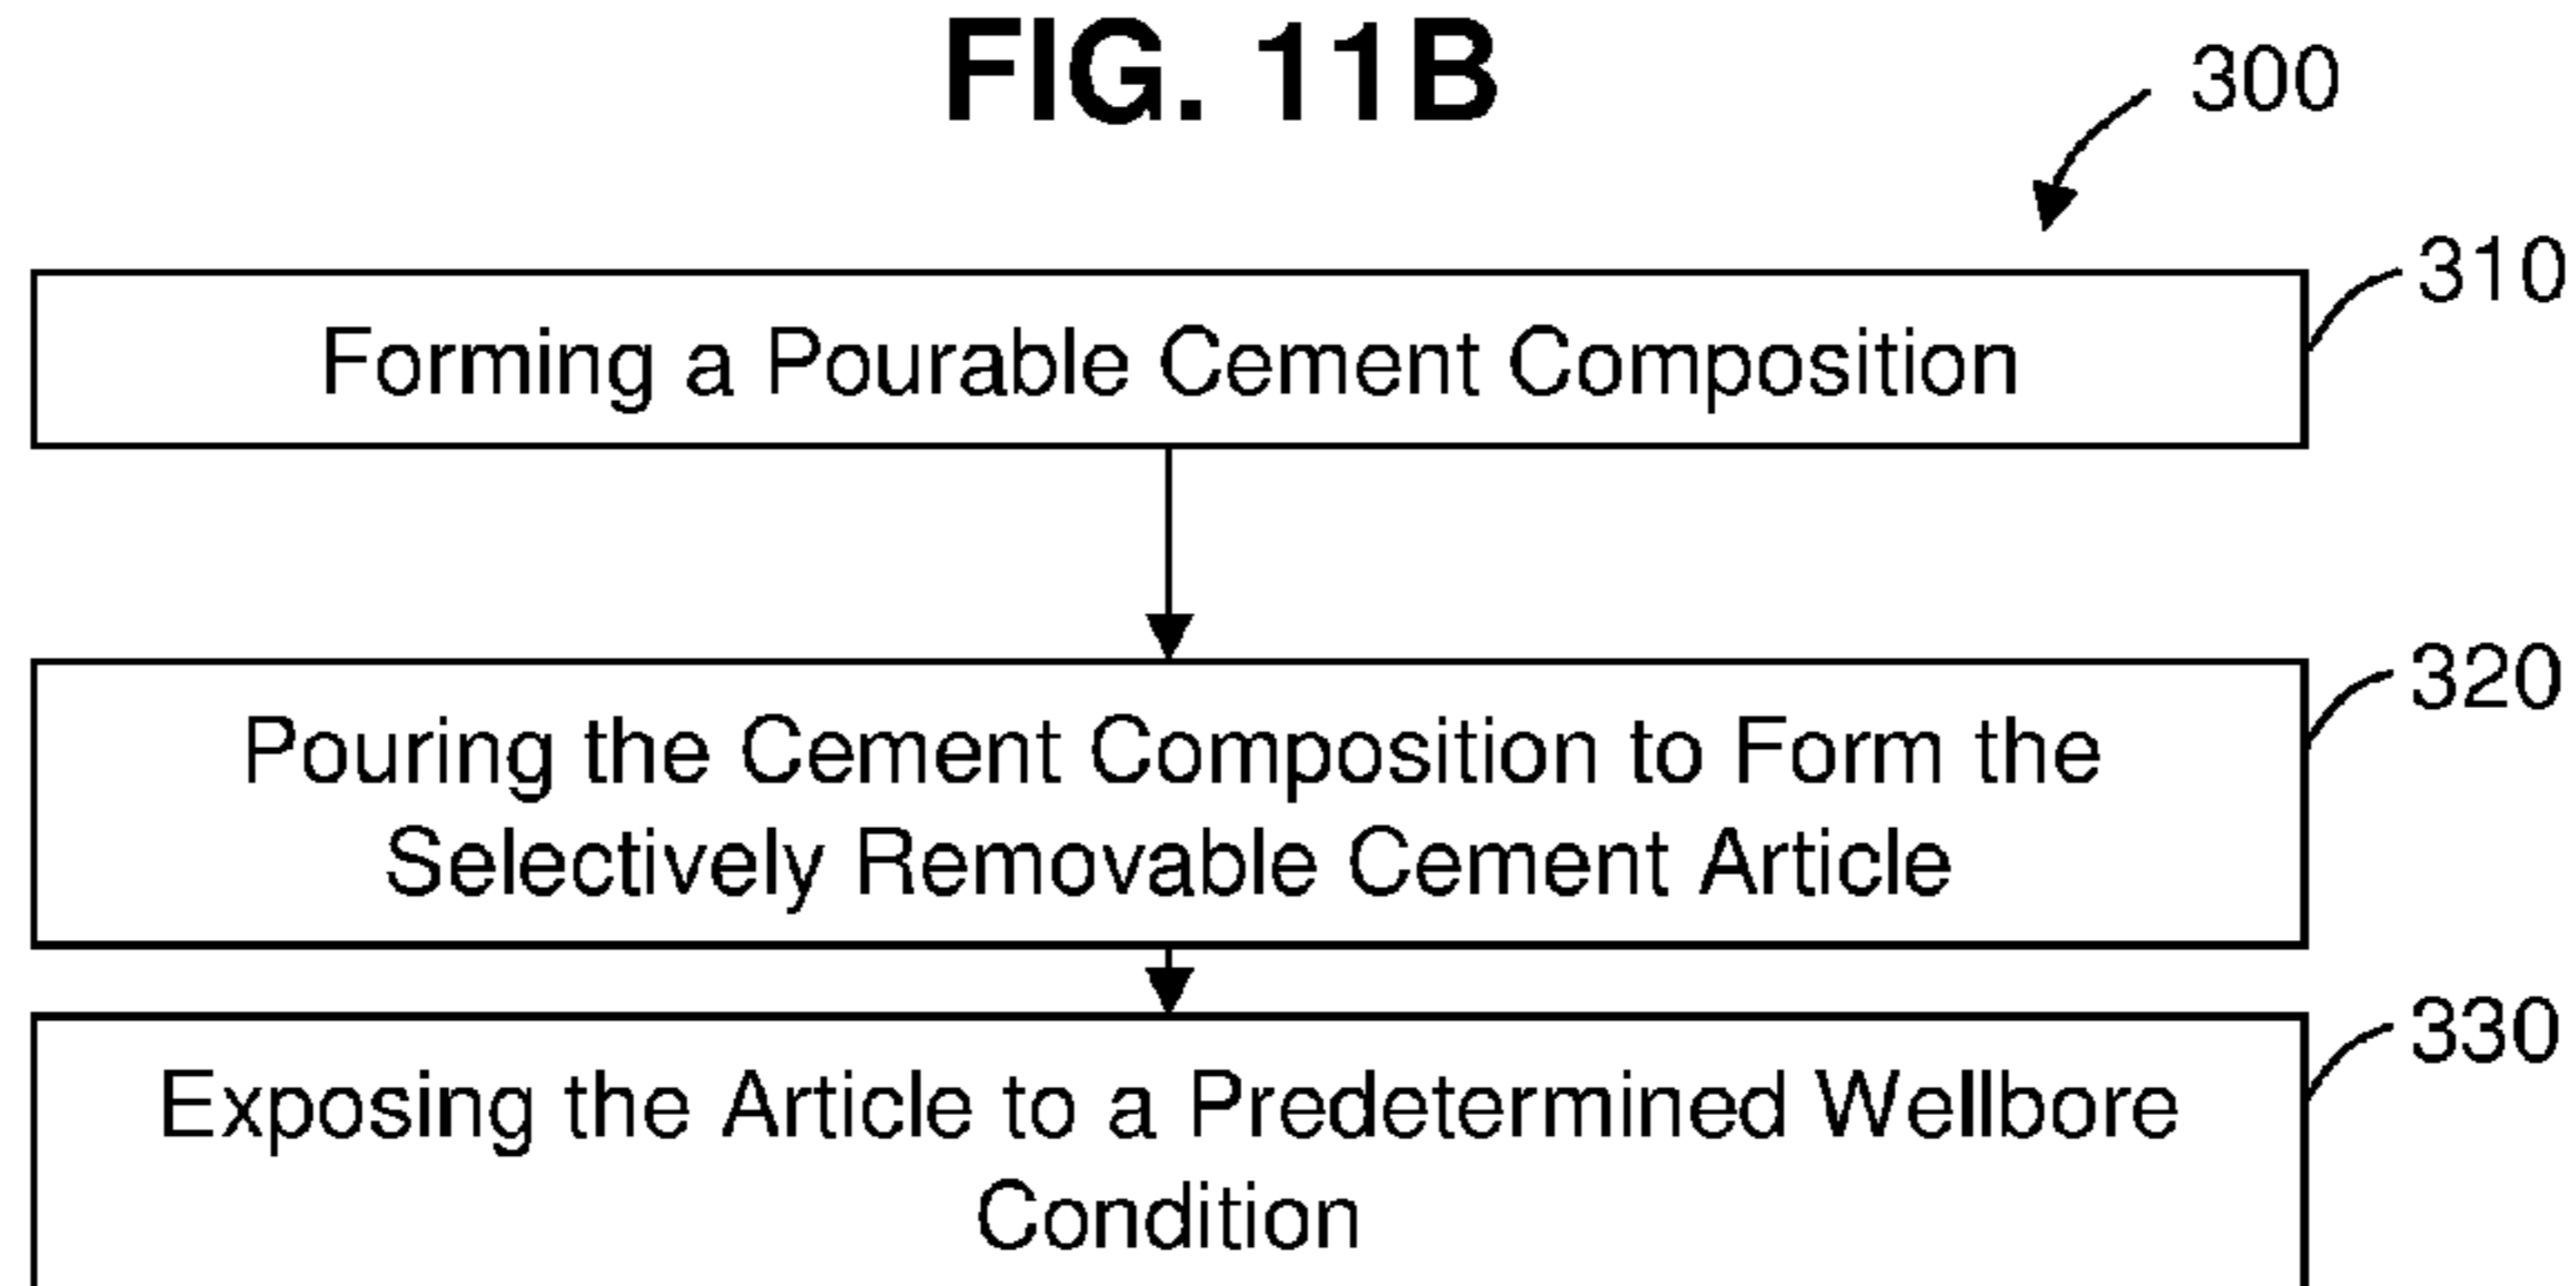 FIG. 11B
300
310
Forming a Pourable Cement Composition
320
Pouring the Cement Composition to Form the
Selectively Removable Cement Article
330
Exposing the Article to a Predetermined Wellbore
Condition